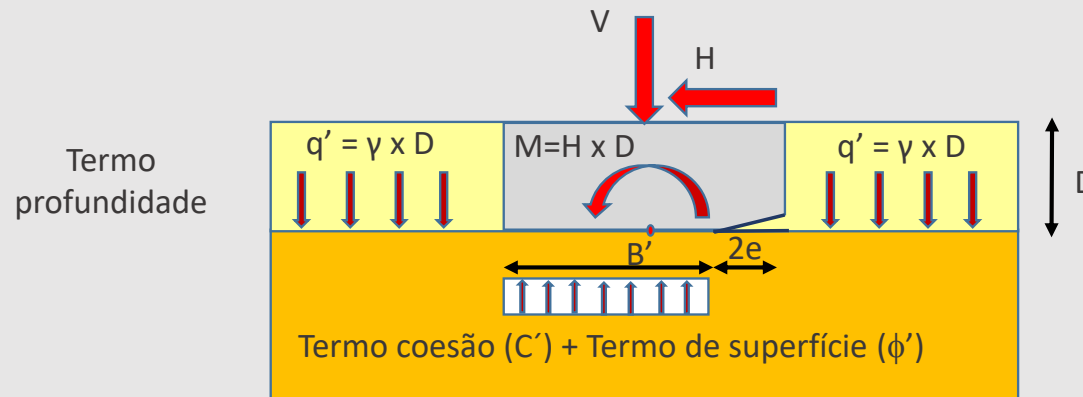 V
H
q’ = γ x D
M=H x D
q’ = γ x D
Termo
profundidade
D
B’
2e
Termo coesão (C´) + Termo de superfície (ϕ’)